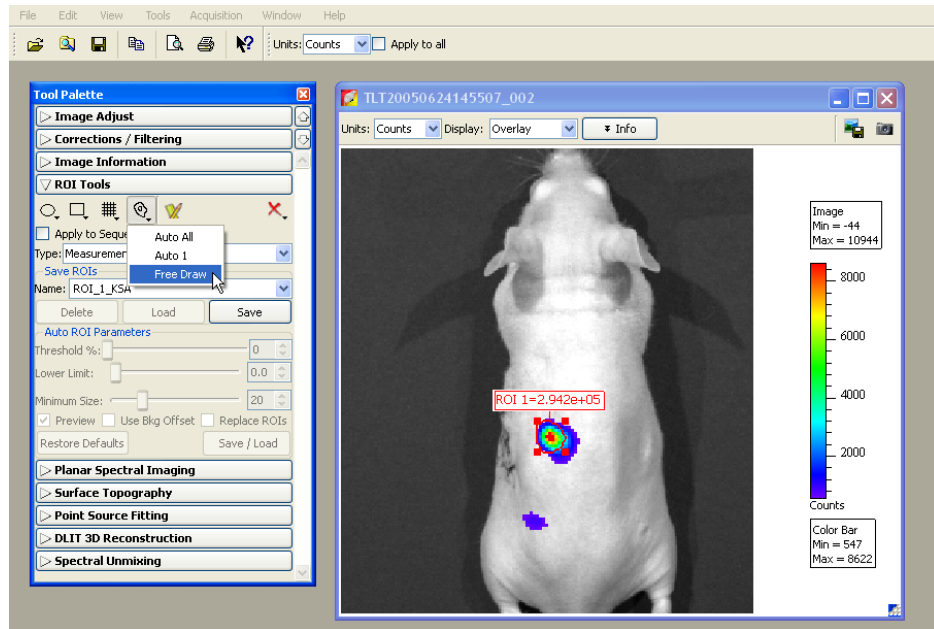 File Edit View Tools Acquisition Window Help
Units: Counts Apply to all
Tool Palette
Image Adjust
Corrections / Filtering
Image Information
ROI Tools
Apply to Seque
Auto All
Type: Measuremen
Auto 1
Save ROIs
Free Draw
Name: ROI_1_KSA
Delete Load Save
Auto ROI Parameters
Threshold %: 0
Lower Limit: 0.0
Minimum Size: 20
Preview Use Bkg Offset Replace ROIs
Restore Defaults Save / Load
Planar Spectral Imaging
Surface Topography
Point Source Fitting
DLIT 3D Reconstruction
Spectral Unmixing
TLT20050624145507_002
Units: Counts Display: Overlay Info
ROI 1=2.942e+05
Image
Min = -44
Max = 10944
8000
6000
4000
2000
Counts
Color Bar
Min = 547
Max = 8622